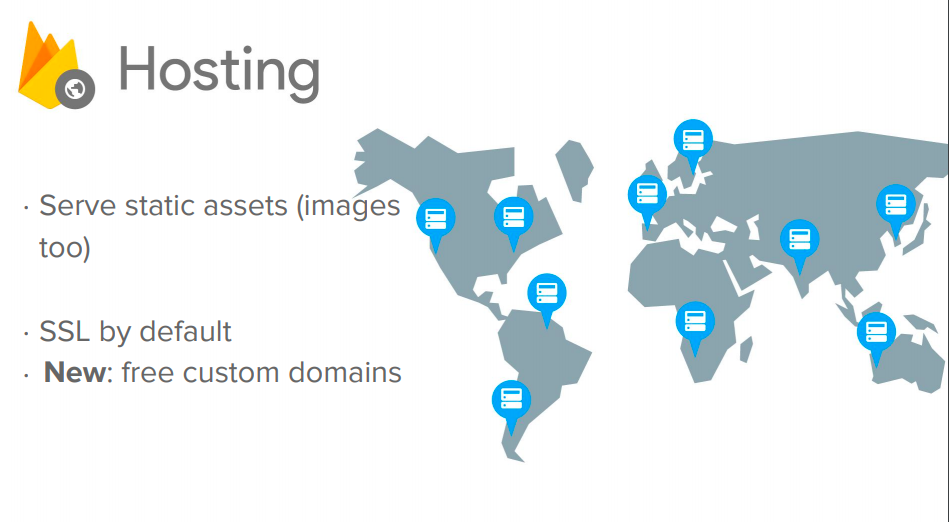 Hosting
· Serve static assets (images
too)
· SSL by default
· New: free custom domains